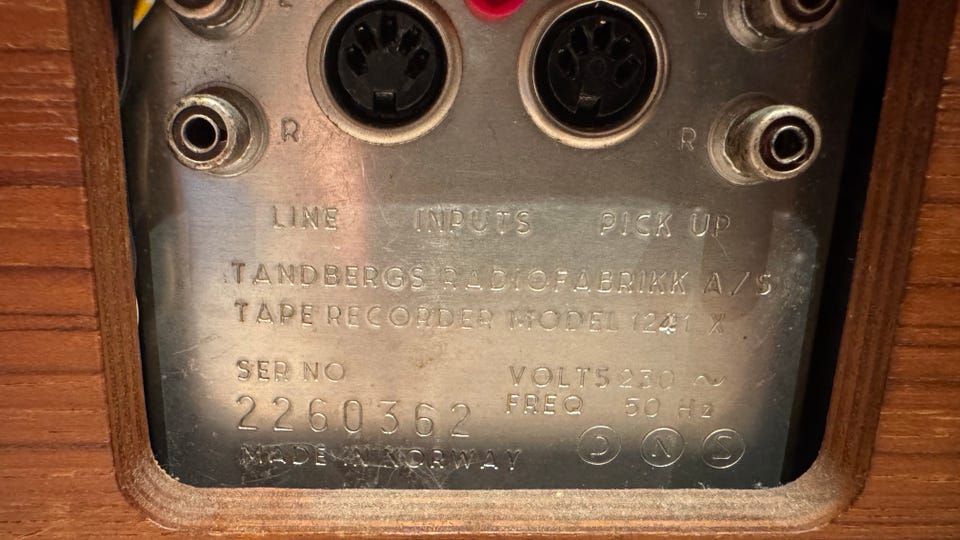 R R
LINE INPUTS PICK UP
TANDBERGS RADIOFABRIKK A/S
TAPE RECORDER MODEL 1241 X
SER NO VOLTS 230 ~
2260362 FREQ 50 Hz
MADE IN NORWAY D N S